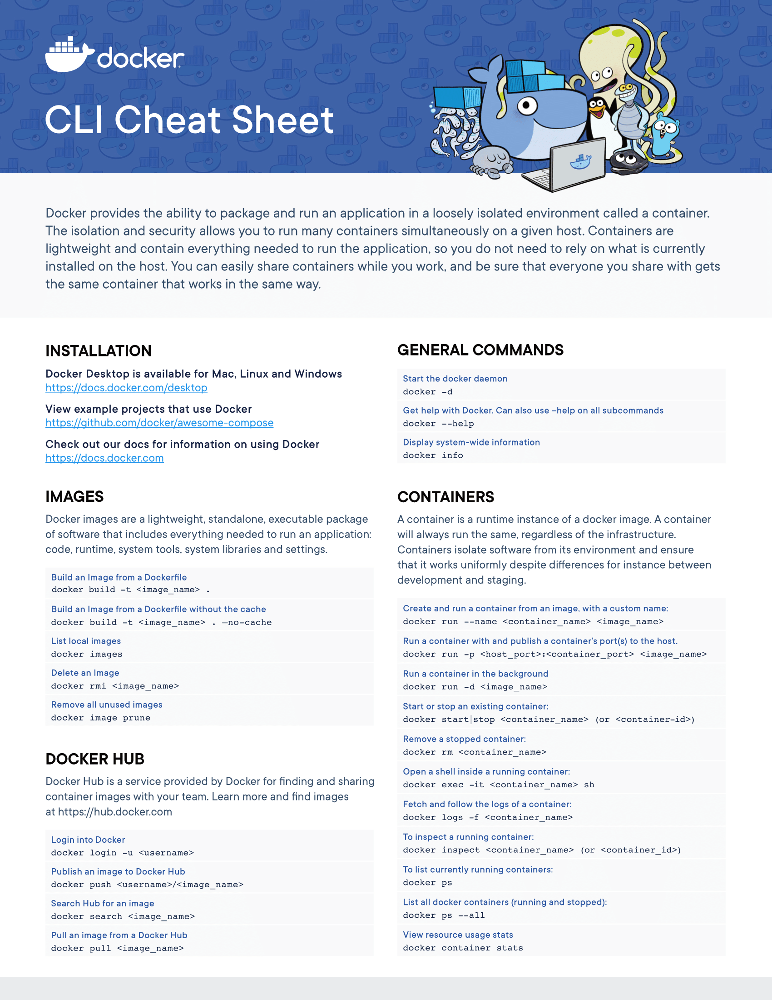 docker
CLI Cheat Sheet
Docker provides the ability to package and run an application in a loosely isolated environment called a container.
The isolation and security allows you to run many containers simultaneously on a given host. Containers are
lightweight and contain everything needed to run the application, so you do not need to rely on what is currently
installed on the host. You can easily share containers while you work, and be sure that everyone you share with gets
the same container that works in the same way.
INSTALLATION
Docker Desktop is available for Mac, Linux and Windows
https://docs.docker.com/desktop
View example projects that use Docker
https://github.com/docker/awesome-compose
Check out our docs for information on using Docker
https://docs.docker.com
IMAGES
Docker images are a lightweight, standalone, executable package
of software that includes everything needed to run an application:
code, runtime, system tools, system libraries and settings.
Build an Image from a Dockerfile
docker build -t <image_name> .
Build an Image from a Dockerfile without the cache
docker build -t <image_name> . –no-cache
List local images
docker images
Delete an Image
docker rmi <image_name>
Remove all unused images
docker image prune
DOCKER HUB
Docker Hub is a service provided by Docker for finding and sharing
container images with your team. Learn more and find images
at https://hub.docker.com
Login into Docker
docker login -u <username>
Publish an image to Docker Hub
docker push <username>/<image_name>
Search Hub for an image
docker search <image_name>
Pull an image from a Docker Hub
docker pull <image_name>
GENERAL COMMANDS
Start the docker daemon
docker -d
Get help with Docker. Can also use –help on all subcommands
docker --help
Display system-wide information
docker info
CONTAINERS
A container is a runtime instance of a docker image. A container
will always run the same, regardless of the infrastructure.
Containers isolate software from its environment and ensure
that it works uniformly despite differences for instance between
development and staging.
Create and run a container from an image, with a custom name:
docker run --name <container_name> <image_name>
Run a container with and publish a container’s port(s) to the host.
docker run -p <host_port>:<container_port> <image_name>
Run a container in the background
docker run -d <image_name>
Start or stop an existing container:
docker start|stop <container_name> (or <container-id>)
Remove a stopped container:
docker rm <container_name>
Open a shell inside a running container:
docker exec -it <container_name> sh
Fetch and follow the logs of a container:
docker logs -f <container_name>
To inspect a running container:
docker inspect <container_name> (or <container_id>)
To list currently running containers:
docker ps
List all docker containers (running and stopped):
docker ps --all
View resource usage stats
docker container stats